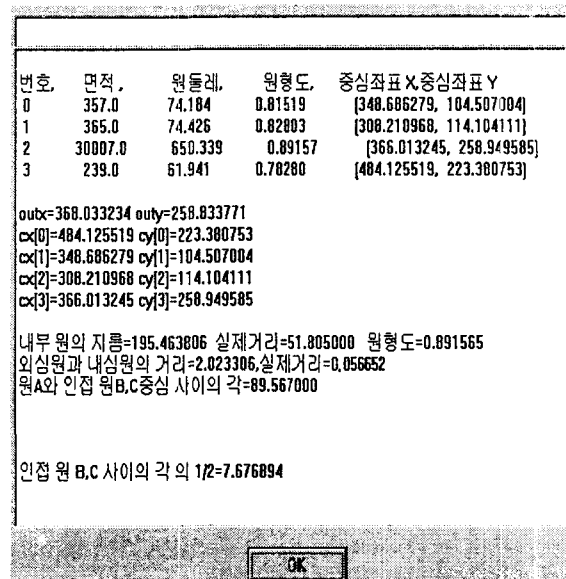 번호, 면적, 원둘레, 원형도, 중심좌표 X,중심좌표 Y
0 357.0 74.184 0.81519 [348.686279, 104.507004]
1 365.0 74.426 0.82803 [308.210968, 114.104111]
2 30007.0 650.339 0.89157 [366.013245, 258.949585]
3 239.0 61.941 0.78280 [484.125519, 223.380753]
outx=368.033234 outy=258.833771
cx[0]=484.125519 cy[0]=223.380753
cx[1]=348.686279 cy[1]=104.507004
cx[2]=308.210968 cy[2]=114.104111
cx[3]=366.013245 cy[3]=258.949585
내부 원의 지름=195.463806 실제거리=51.805000 원형도=0.891565
외심원과 내심원의 거리=2.023306,실제거리=0,056652
원A와 인접 원B,C중심 사이의 각=89.567000
인접 원 B,C 사이의 각 의 1/2=7.676894
OK